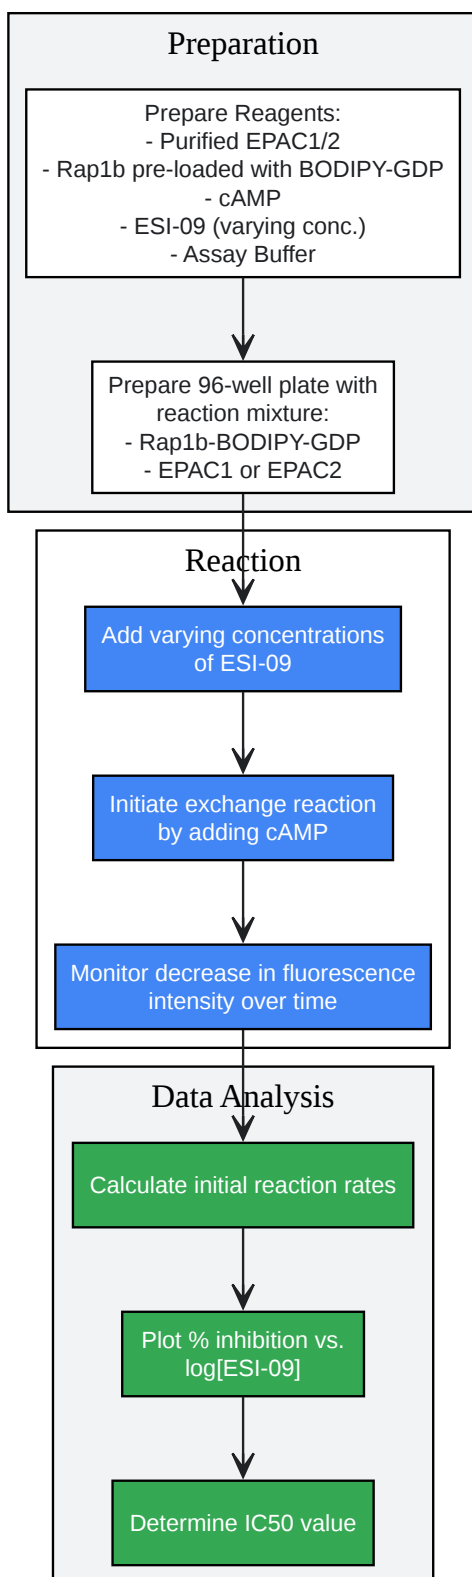 Preparation
Prepare Reagents:
- Purified EPAC1/2
- Rap1b pre-loaded with BODIPY-GDP
- cAMP
- ESI-09 (varying conc.)
- Assay Buffer
Prepare 96-well plate with
reaction mixture:
- Rap1b-BODIPY-GDP
- EPAC1 or EPAC2
Reaction
Add varying concentrations
of ESI-09
Initiate exchange reaction
by adding cAMP
Monitor decrease in fluorescence
intensity over time
Data Analysis
Calculate initial reaction rates
Plot % inhibition vs.
log[ESI-09]
Determine IC50 value